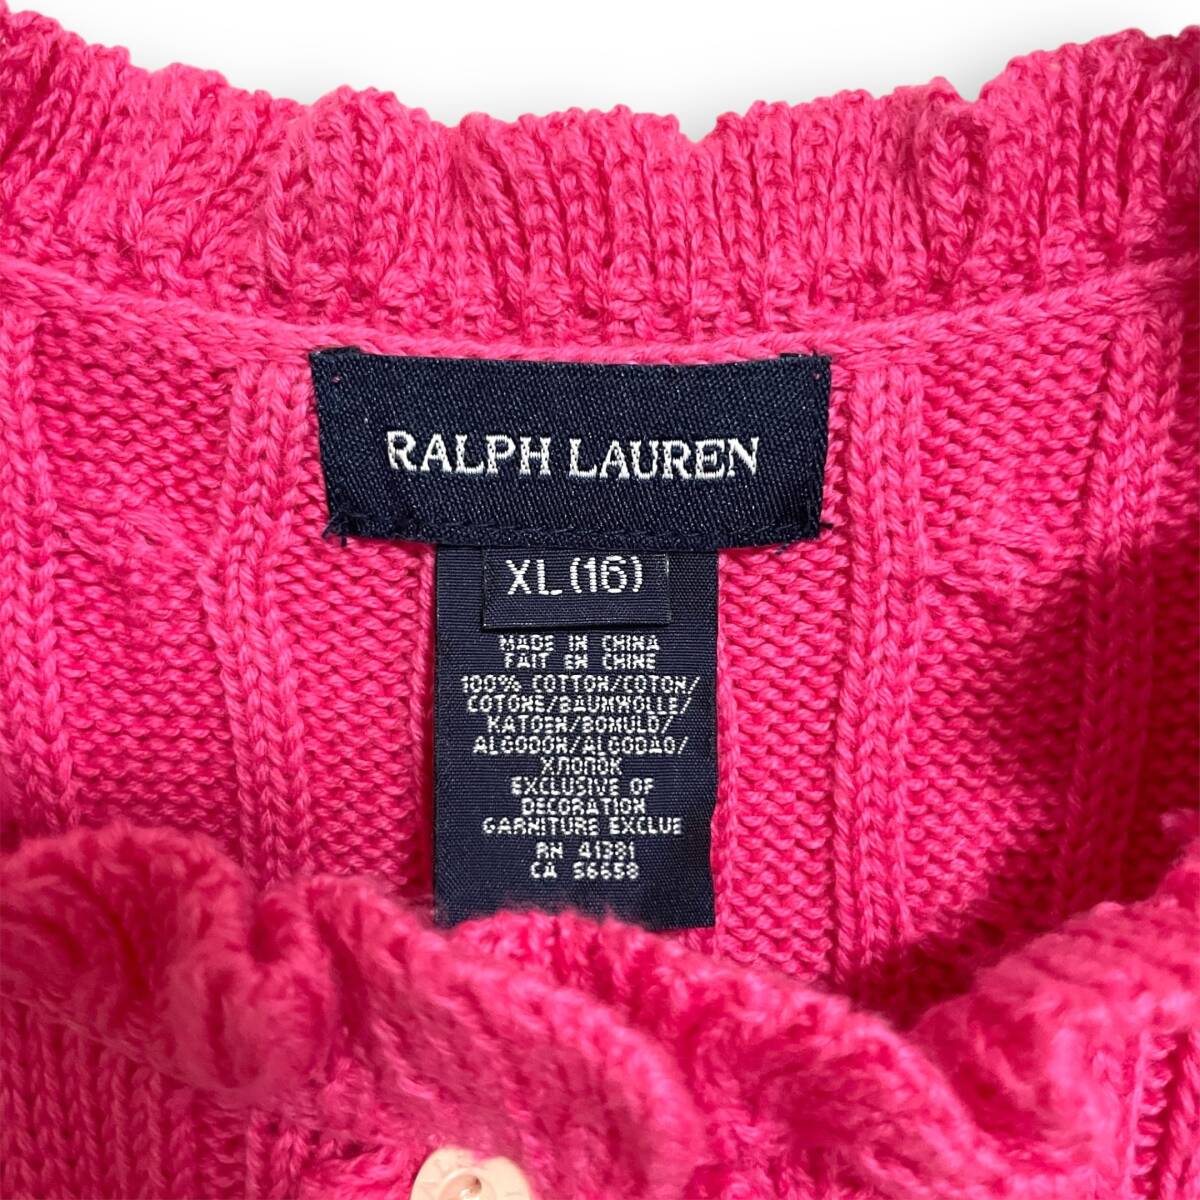 RALPH LAUREN
XL (16)
MADE IN CHINA
FAIT EN CHINE
100% COTTON/COTON/
COTONE/BAUMWOLLE/
KATOEN/BOMULD/
ALGODON/ALGODAO/
ХЛОПОК
EXCLUSIVE OF
DECORATION
GARNITURE EXCLUE
RN 41381
CA 56658